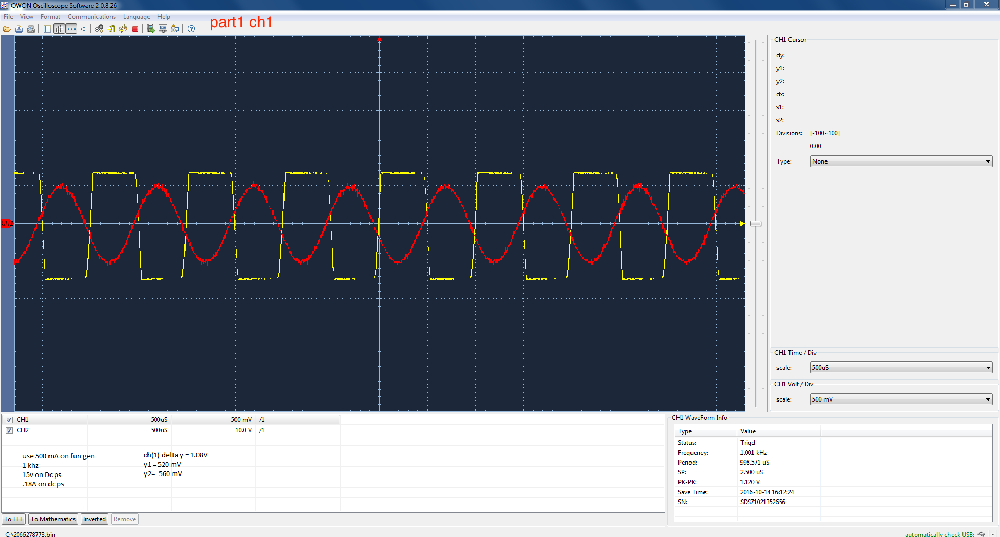 OWON Oscilloscope Software 2.0.8.26
File View Format Communications Language Help
part1 ch1
CH1
CH1 Cursor
dy:
y1:
y2:
dx:
x1:
x2:
Divisions: [-100~100]
0.00
Type: None
CH1 Time / Div
scale: 500uS
CH1 Volt / Div
scale: 500 mV
CH1 500uS 500 mV /1
CH2 500uS 10.0 V /1
use 500 mA on fun gen
1 khz
15v on Dc ps
.18A on dc ps
ch(1) delta y = 1.08V
y1 = 520 mV
y2= -560 mV
CH1 WaveForm Info
Type Value
Status: Trigd
Frequency: 1.001 kHz
Period: 998.571 uS
SP: 2.500 uS
PK-PK: 1.120 V
Save Time: 2016-10-14 16:12:24
SN: SDS71021352656
To FFT To Mathematics Inverted Remove
C:\2066278773.bin
automatically check USB: